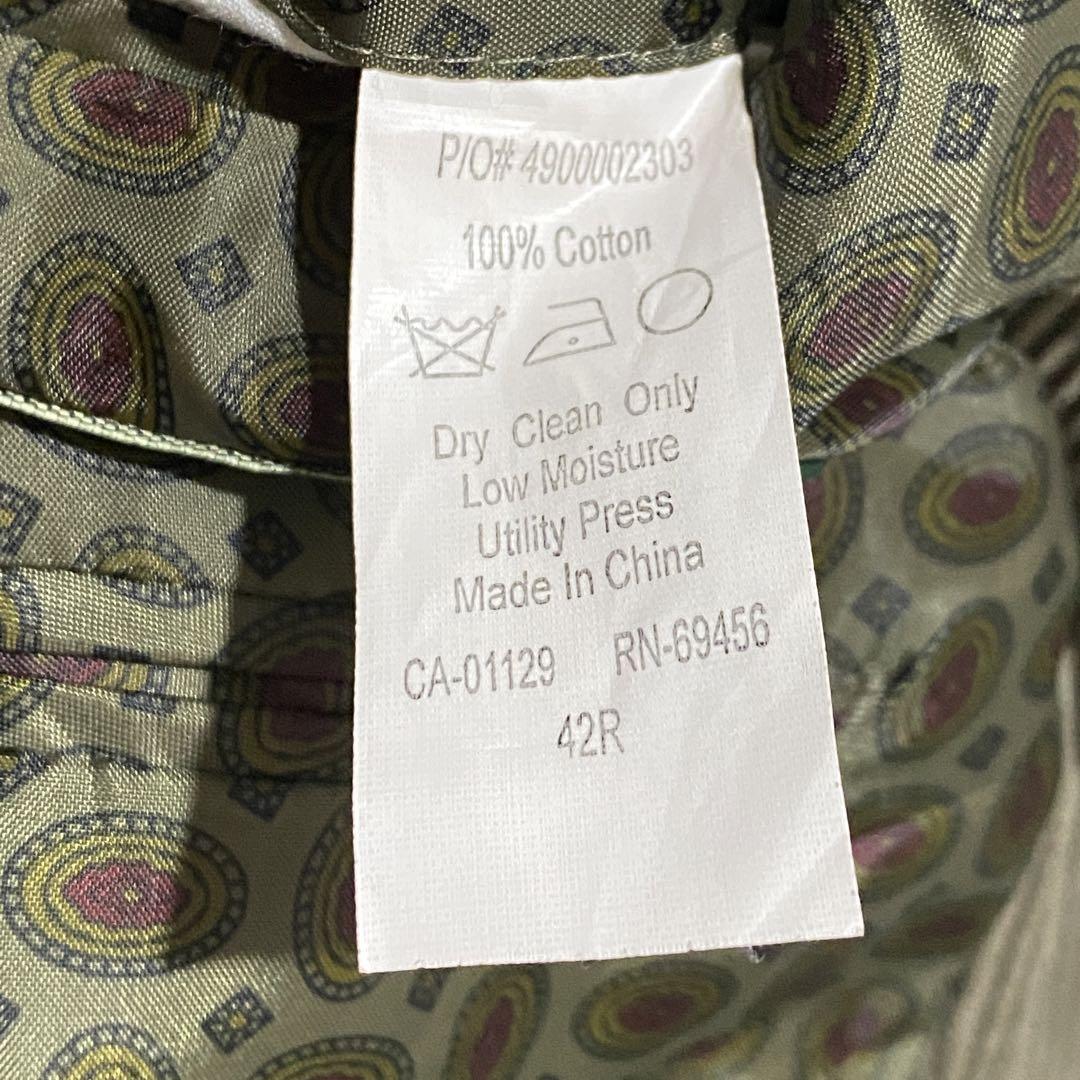 P/O# 4900002303
100% Cotton
Dry Clean Only
Low Moisture
Utility Press
Made In China
CA-01129 RN-69456
42R